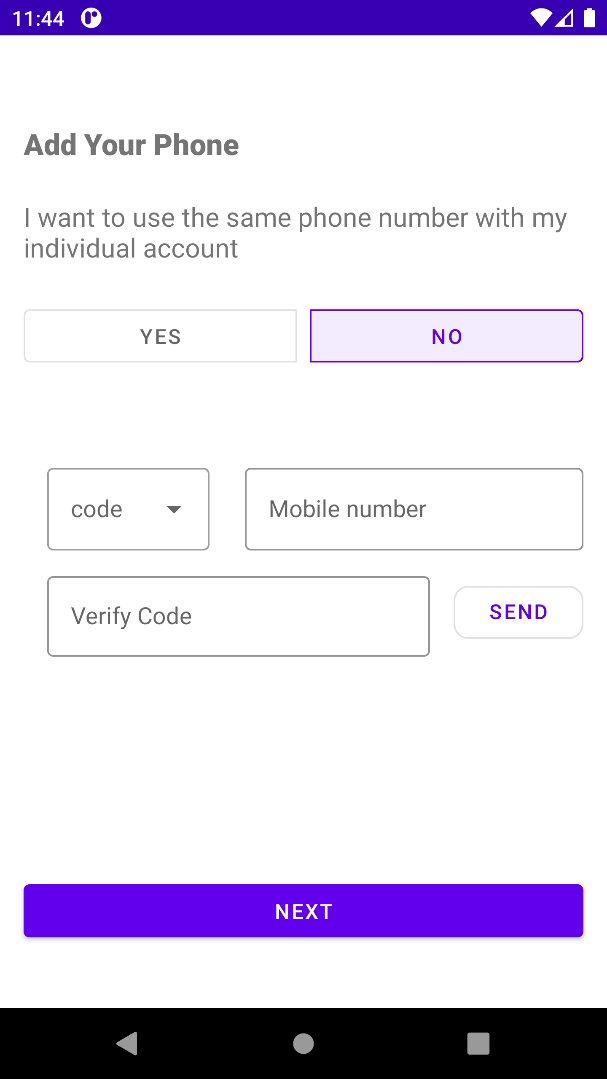 11:44
Add Your Phone
I want to use the same phone number with my
individual account
YES
NO
code
Mobile number
Verify Code
SEND
NEXT